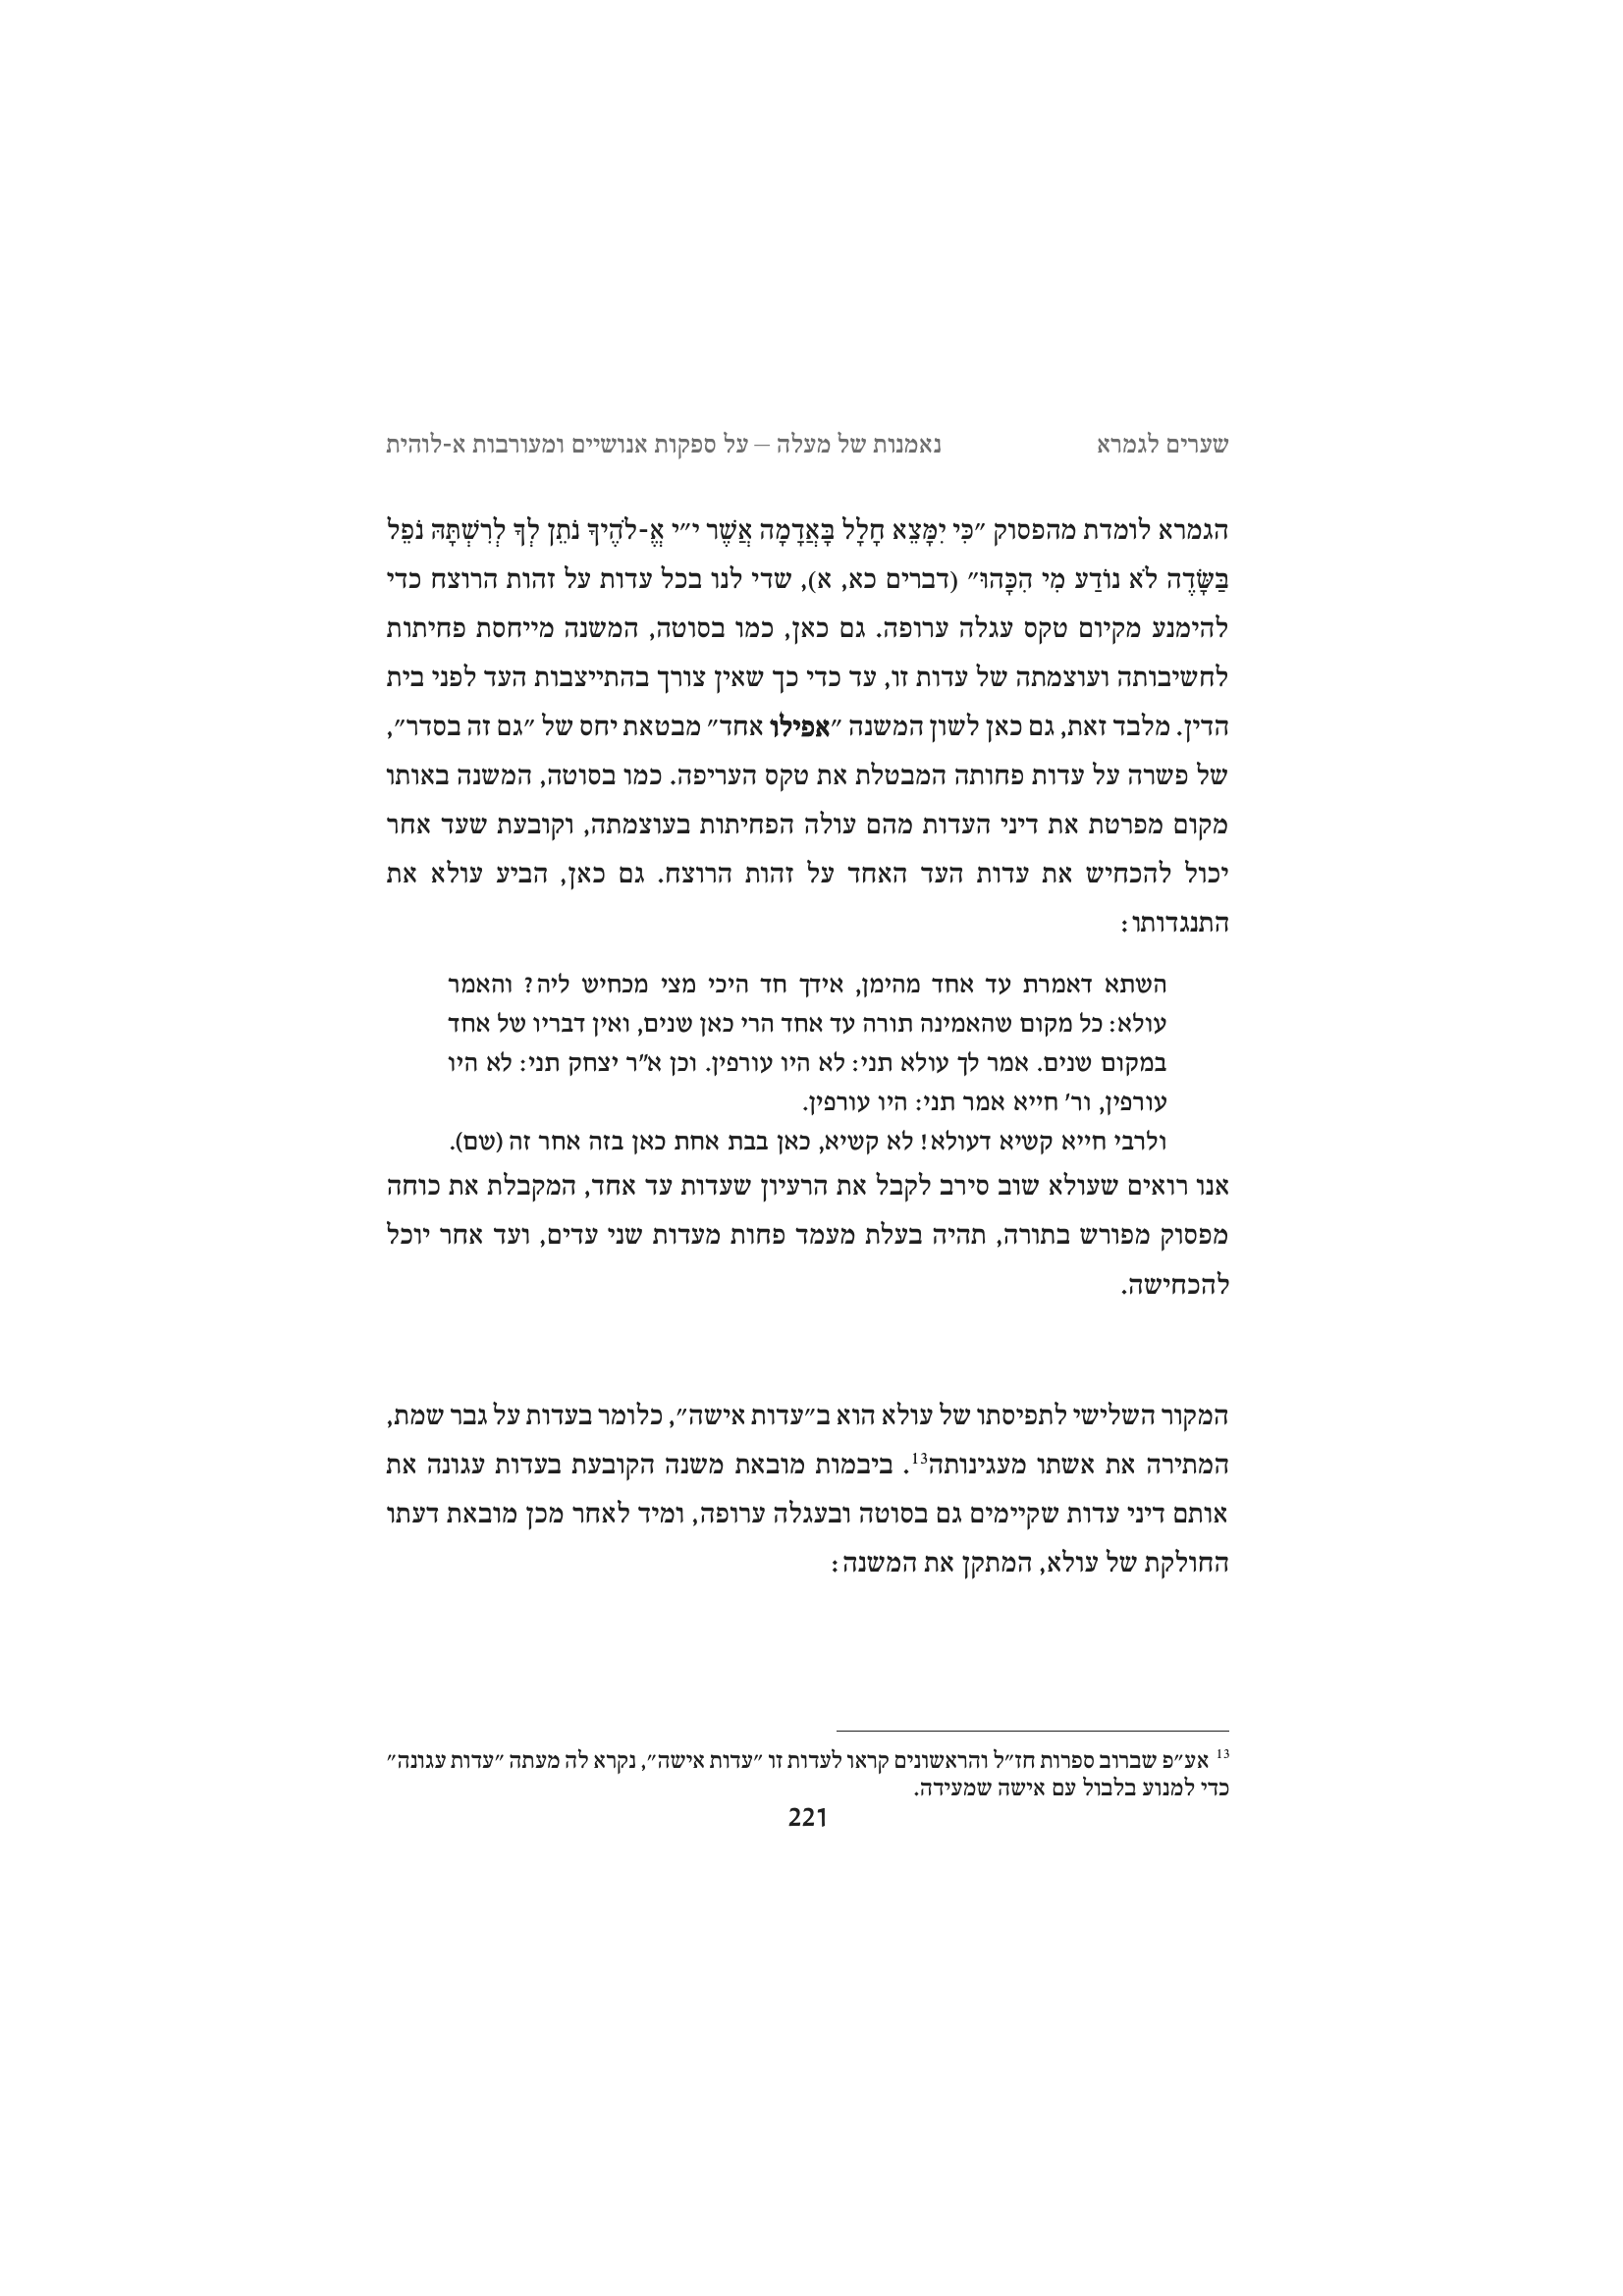 שערים לגמרא נאמנות של מעלה – על ספקות אנושיים ומעורבות א-לוהית
הגמרא לומדת מהפסוק "כִּי יִמָּצֵא חָלָל בָּאֲדָמָה אֲשֶׁר י"י אֱ-לֹהֶיךָ נֹתֵן לְךָ לְרִשְׁתָּהּ נֹפֵל
בַּשָּׂדֶה לֹא נוֹדַע מִי הִכָּהוּ" (דברים כא, א), שדי לנו בכל עדות על זהות הרוצח כדי
להימנע מקיום טקס עגלה ערופה. גם כאן, כמו בסוטה, המשנה מייחסת פחיתות
לחשיבותה ועוצמתה של עדות זו, עד כדי כך שאין צורך בהתייצבות העד לפני בית
הדין. מלבד זאת, גם כאן לשון המשנה "אפילו אחד" מבטאת יחס של "גם זה בסדר",
של פשרה על עדות פחותה המבטלת את טקס העריפה. כמו בסוטה, המשנה באותו
מקום מפרטת את דיני העדות מהם עולה הפחיתות בעוצמתה, וקובעת שעד אחר
יכול להכחיש את עדות העד האחד על זהות הרוצח. גם כאן, הביע עולא את
התנגדותו:
השתא דאמרת עד אחד מהימן, אידך חד היכי מצי מכחיש ליה? והאמר
עולא: כל מקום שהאמינה תורה עד אחד הרי כאן שנים, ואין דבריו של אחד
במקום שנים. אמר לך עולא תני: לא היו עורפין. וכן א"ר יצחק תני: לא היו
עורפין, ור' חייא אמר תני: היו עורפין.
ולרבי חייא קשיא דעולא! לא קשיא, כאן בבת אחת כאן בזה אחר זה (שם).
אנו רואים שעולא שוב סירב לקבל את הרעיון שעדות עד אחד, המקבלת את כוחה
מפסוק מפורש בתורה, תהיה בעלת מעמד פחות מעדות שני עדים, ועד אחר יוכל
להכחישה.
המקור השלישי לתפיסתו של עולא הוא ב"עדות אישה", כלומר בעדות על גבר שמת,
המתירה את אשתו מעגינותה13. ביבמות מובאת משנה הקובעת בעדות עגונה את
אותם דיני עדות שקיימים גם בסוטה ובעגלה ערופה, ומיד לאחר מכן מובאת דעתו
החולקת של עולא, המתקן את המשנה:
13 אע"פ שברוב ספרות חז"ל והראשונים קראו לעדות זו "עדות אישה", נקרא לה מעתה "עדות עגונה"
כדי למנוע בלבול עם אישה שמעידה.
221